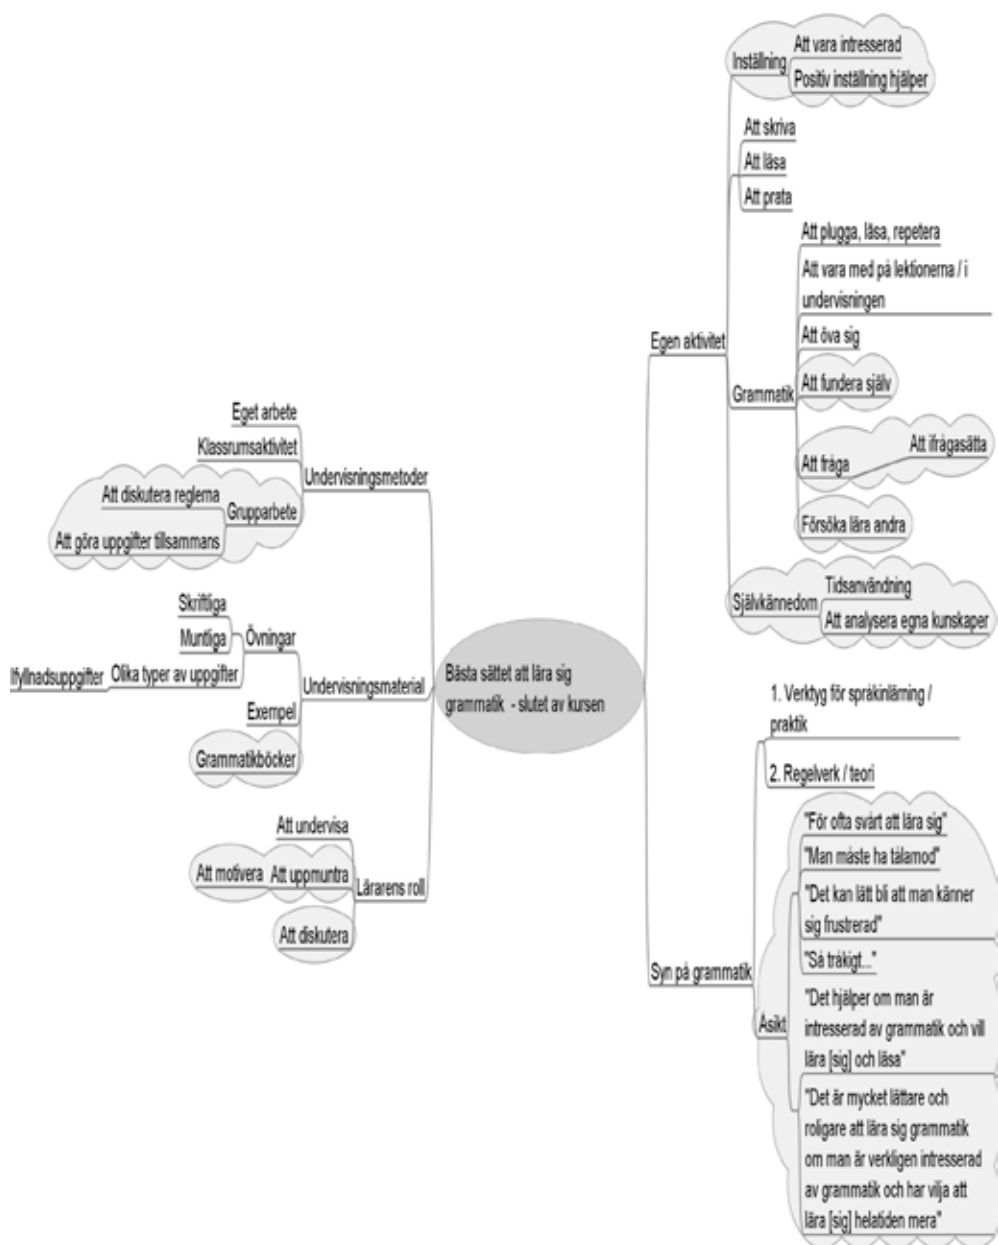 Inställning
Att vara intresserad
Positiv inställning hjälper
Att skriva
Att läsa
Att prata
Egen aktivitet
Grammatik
Att plugga, läsa, repetera
Att vara med på lektionerna / i
undervisningen
Att öva sig
Att fundera själv
Att fråga
Att ifrågasätta
Försöka lära andra
Självkännedom
Tidsanvändning
Att analysera egna kunskaper
Eget arbete
Klassrumsaktivitet
Undervisningsmetoder
Att diskutera reglerna
Grupparbete
Att göra uppgifter tillsammans
Skriftliga
Muntliga
Övningar
Ifyllnadsuppgifter
Olika typer av uppgifter
Undervisningsmaterial
Exempel
Grammatikböcker
Bästa sättet att lära sig
grammatik - slutet av kursen
Att undervisa
Att motivera
Att uppmuntra
Lärarens roll
Att diskutera
Syn på grammatik
1. Verktyg för språkinlärning /
praktik
2. Regelverk / teori
Åsikt
"För ofta svårt att lära sig"
"Man måste ha tålamod"
"Det kan lätt bli att man känner
sig frustrerad"
"Så tråkigt..."
"Det hjälper om man är
intresserad av grammatik och vill
lära [sig] och läsa"
"Det är mycket lättare och
roligare att lära sig grammatik
om man är verkligen intresserad
av grammatik och har vilja att
lära [sig] helatiden mera"